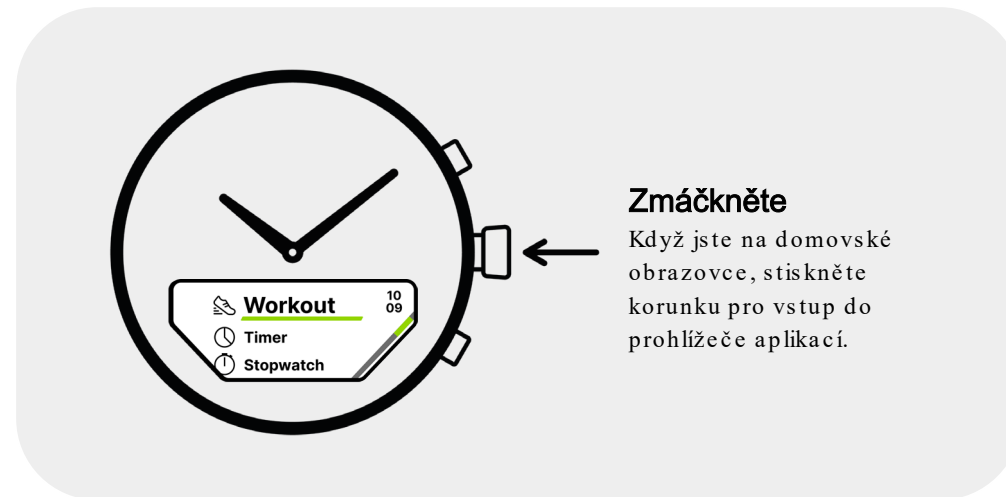 Zmáčkněte
Když jste na domovské
obrazovce, stiskněte
korunku pro vstup do
prohlížeče aplikací.
Workout
10
09
Timer
Stopwatch